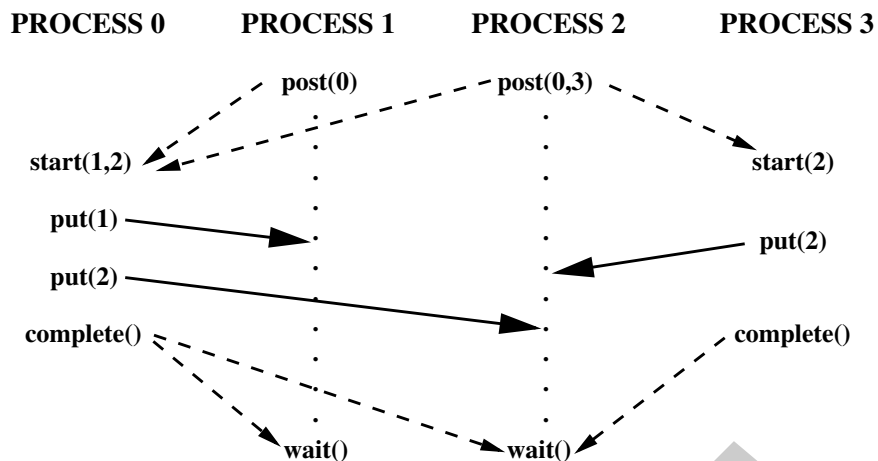 PROCESS 0 PROCESS 1 PROCESS 2 PROCESS 3
post(0) post(0,3)
start(1,2) start(2)
put(1)
put(2)
put(2)
complete() complete()
wait() wait()